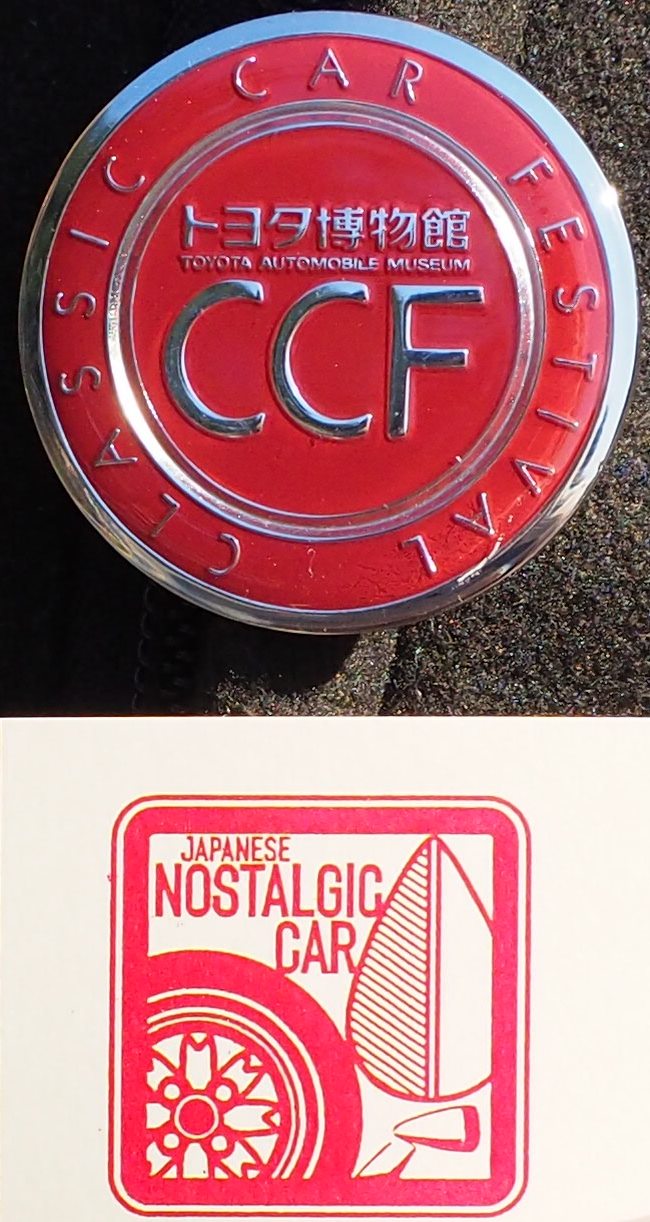 CLASSIC CAR FESTIVAL
トヨタ博物館
TOYOTA AUTOMOBILE MUSEUM
CCF
JAPANESE
NOSTALGIC
CAR